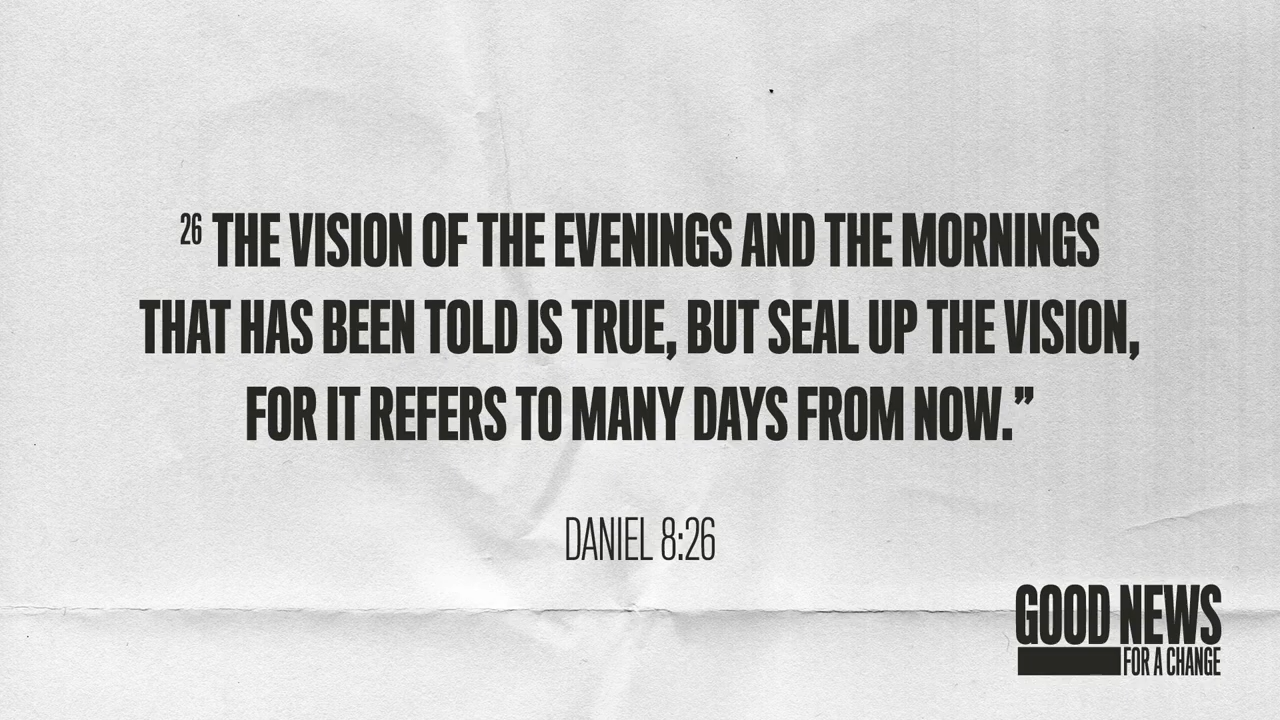 26 THE VISION OF THE EVENINGS AND THE MORNINGS
THAT HAS BEEN TOLD IS TRUE, BUT SEAL UP THE VISION,
FOR IT REFERS TO MANY DAYS FROM NOW.”
DANIEL 8:26
GOOD NEWS
FOR A CHANGE